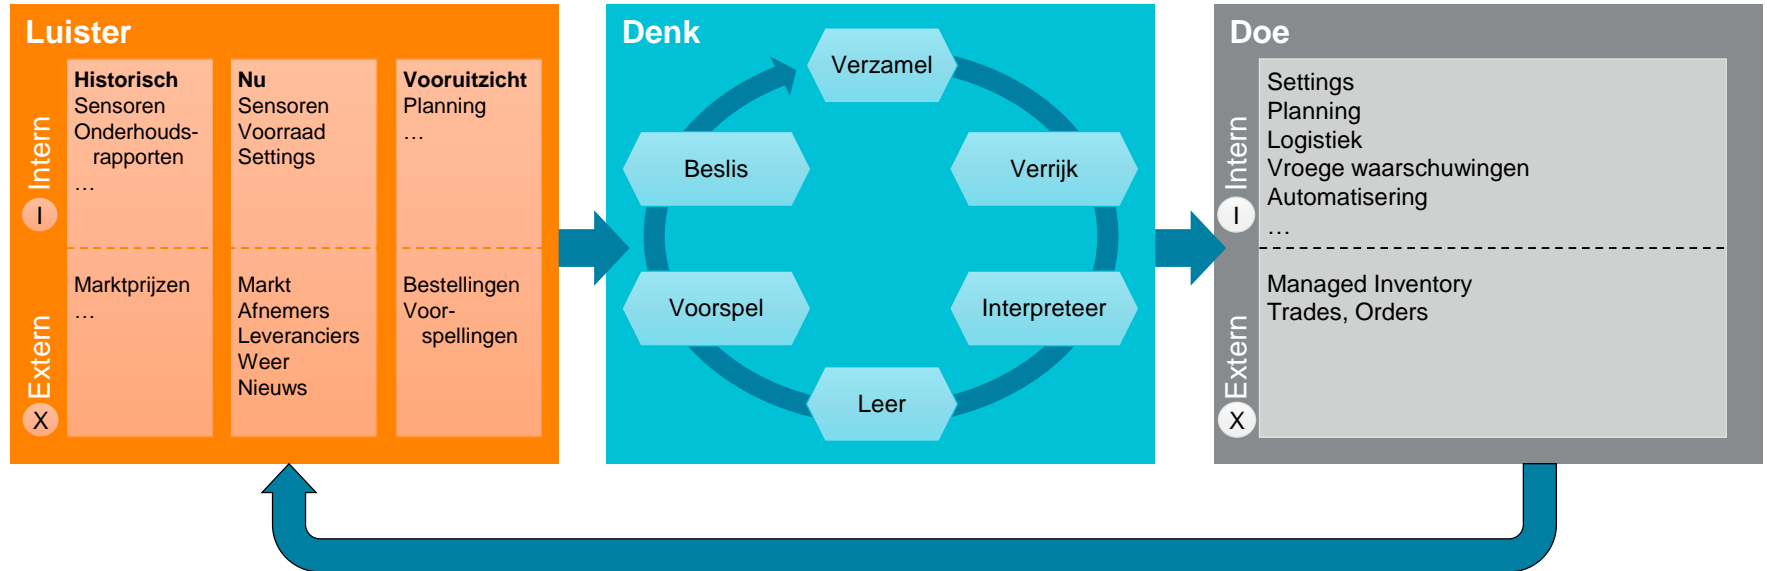 Luister
Intern
I
Extern
X
Historisch
Sensoren
Onderhouds-
rapporten
…
Marktprijzen
…
Nu
Sensoren
Voorraad
Settings
Markt
Afnemers
Leveranciers
Weer
Nieuws
Vooruitzicht
Planning
…
Bestellingen
Voor-
spellingen
Denk
Verzamel
Verrijk
Interpreteer
Leer
Voorspel
Beslis
Doe
Intern
I
Extern
X
Settings
Planning
Logistiek
Vroege waarschuwingen
Automatisering
…
Managed Inventory
Trades, Orders